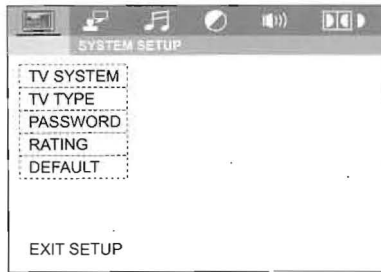 SYSTEM SETUP
TV SYSTEM
TV TYPE
PASSWORD
RATING
DEFAULT
EXIT SETUP